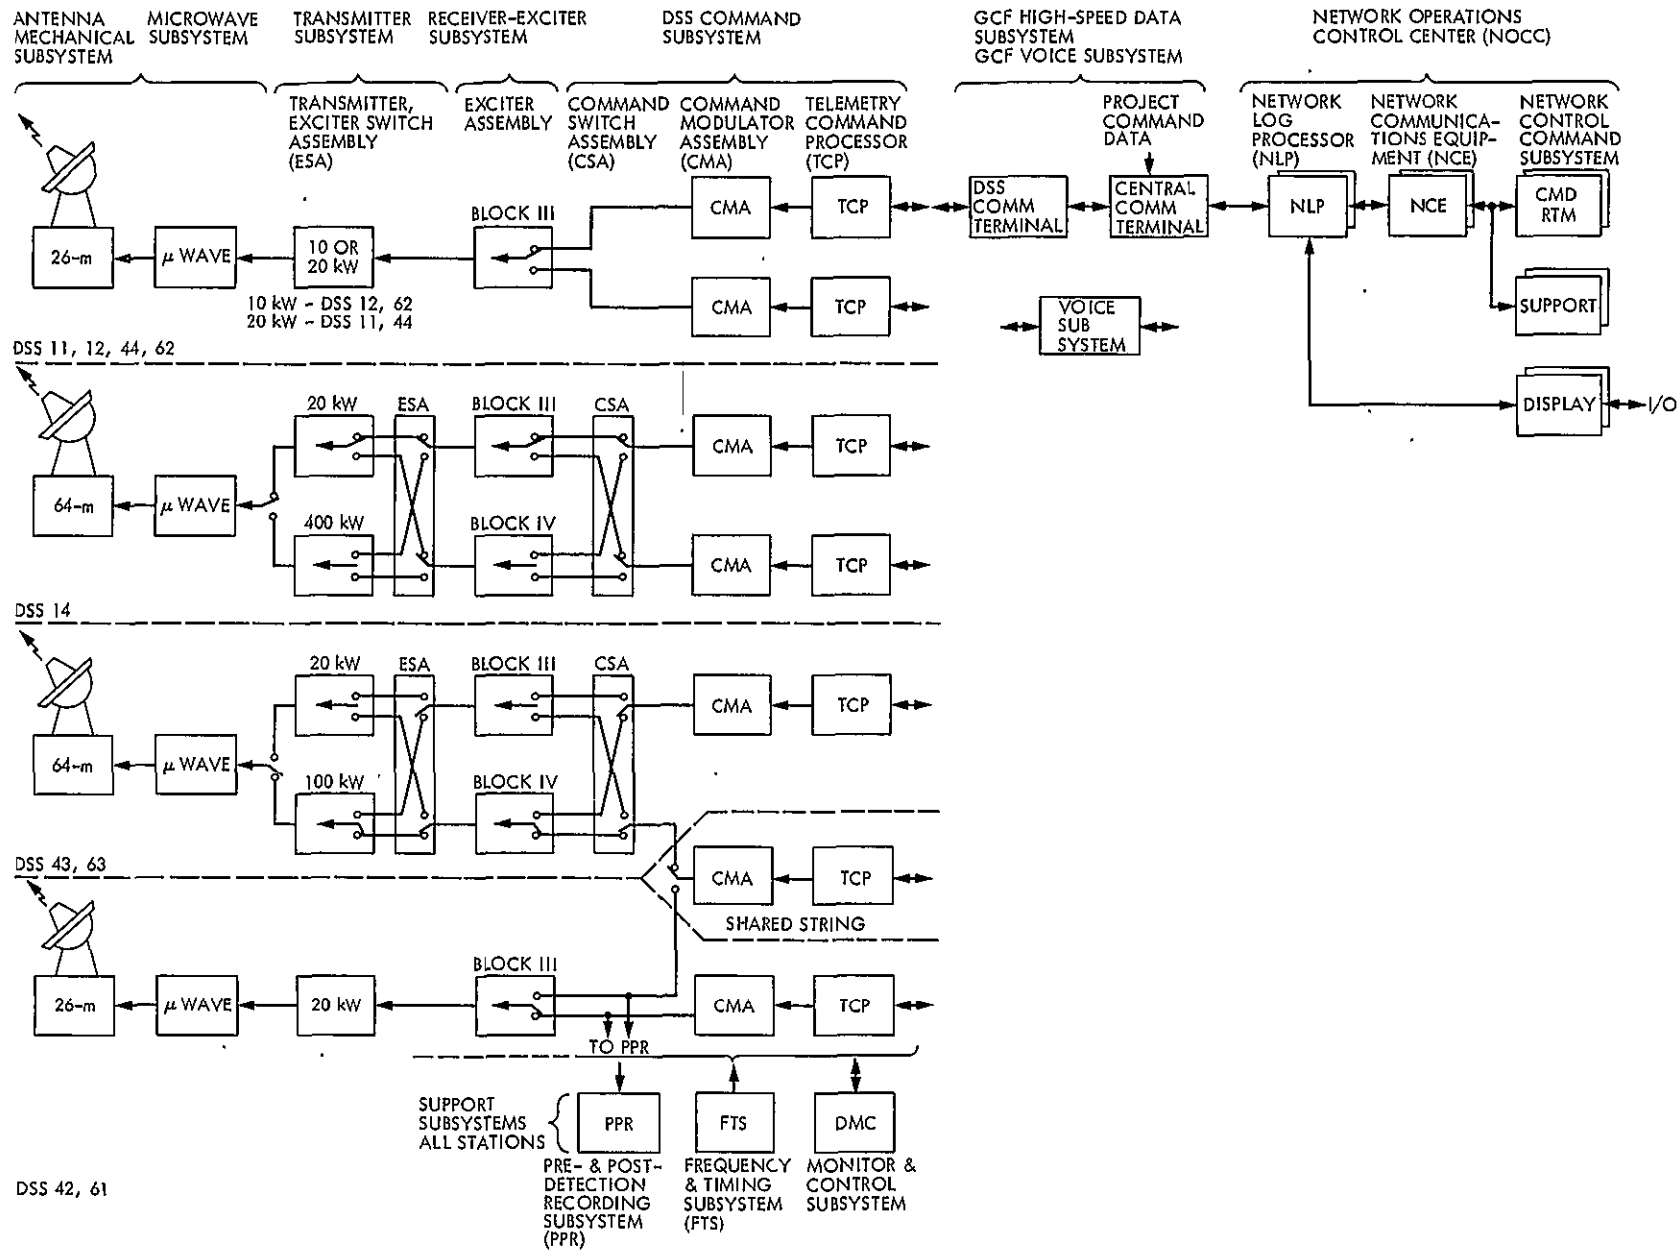 ANTENNA
MECHANICAL
SUBSYSTEM
MICROWAVE
SUBSYSTEM
TRANSMITTER
SUBSYSTEM
RECEIVER-EXCITER
SUBSYSTEM
DSS COMMAND
SUBSYSTEM
GCF HIGH-SPEED DATA
SUBSYSTEM
GCF VOICE SUBSYSTEM
NETWORK OPERATIONS
CONTROL CENTER (NOCC)
TRANSMITTER,
EXCITER SWITCH
ASSEMBLY
(ESA)
EXCITER
ASSEMBLY
COMMAND
SWITCH
ASSEMBLY
(CSA)
COMMAND
MODULATOR
ASSEMBLY
(CMA)
TELEMETRY
COMMAND
PROCESSOR
(TCP)
PROJECT
COMMAND
DATA
NETWORK
LOG
PROCESSOR
(NLP)
NETWORK
COMMUNICA-
TIONS EQUIP-
MENT (NCE)
NETWORK
CONTROL
COMMAND
SUBSYSTEM
26-m
μ WAVE
10 OR
20 kW
10 kW - DSS 12, 62
20 kW - DSS 11, 44
BLOCK III
CMA
TCP
CMA
TCP
DSS
COMM
TERMINAL
CENTRAL
COMM
TERMINAL
NLP
NCE
CMD
RTM
SUPPORT
DISPLAY
I/O
VOICE
SUB
SYSTEM
DSS 11, 12, 44, 62
64-m
μ WAVE
20 kW
400 kW
ESA
BLOCK III
BLOCK IV
CSA
CMA
TCP
CMA
TCP
DSS 14
64-m
μ WAVE
20 kW
100 kW
ESA
BLOCK III
BLOCK IV
CSA
CMA
TCP
CMA
TCP
SHARED STRING
DSS 43, 63
26-m
μ WAVE
20 kW
BLOCK III
CMA
TCP
TO PPR
SUPPORT
SUBSYSTEMS
ALL STATIONS
PPR
FTS
DMC
PRE- & POST-
DETECTION
RECORDING
SUBSYSTEM
(PPR)
FREQUENCY
& TIMING
SUBSYSTEM
(FTS)
MONITOR &
CONTROL
SUBSYSTEM
DSS 42, 61